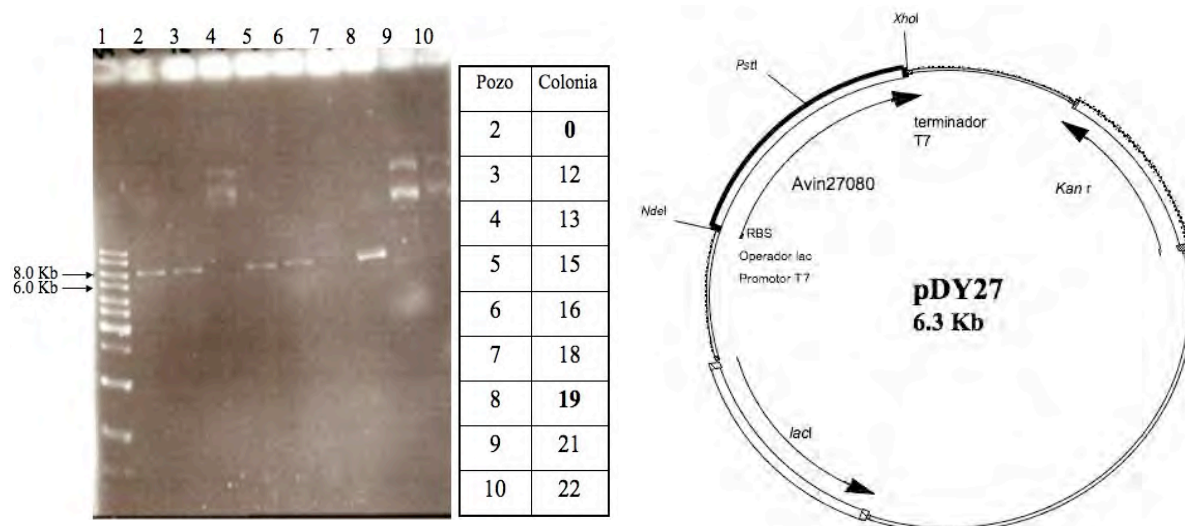 1 2 3 4 5 6 7 8 9 10
8.0 Kb
6.0 Kb
Pozo Colonia
2 0
3 12
4 13
5 15
6 16
7 18
8 19
9 21
10 22
XhoI
PstI
terminador
T7
Avin27080
Kan r
NdeI
RBS
Operador lac
Promotor T7
pDY27
6.3 Kb
lacI